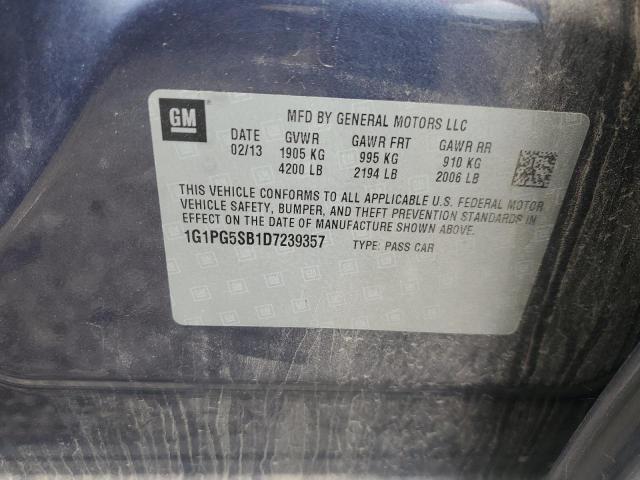 GM
MFD BY GENERAL MOTORS LLC
DATE GVWR GAWR FRT GAWR RR
02/13 1905 KG 995 KG 910 KG
4200 LB 2194 LB 2006 LB
THIS VEHICLE CONFORMS TO ALL APPLICABLE U.S. FEDERAL MOTOR
VEHICLE SAFETY, BUMPER, AND THEFT PREVENTION STANDARDS IN
EFFECT ON THE DATE OF MANUFACTURE SHOWN ABOVE.
1G1PG5SB1D7239357 TYPE: PASS CAR